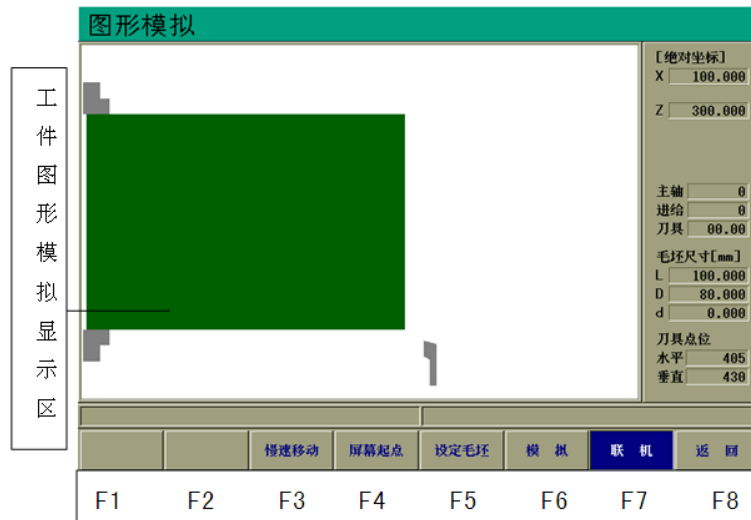 图形模拟
工件图形模拟显示区
[绝对坐标]
X 100.000
Z 300.000
主轴 0
进给 0
刀具 00.00
毛坯尺寸[mm]
L 100.000
D 80.000
d 0.000
刀具点位
水平 405
垂直 430
慢速移动 屏幕起点 设定毛坯 模 拟 联 机 返 回
F1 F2 F3 F4 F5 F6 F7 F8